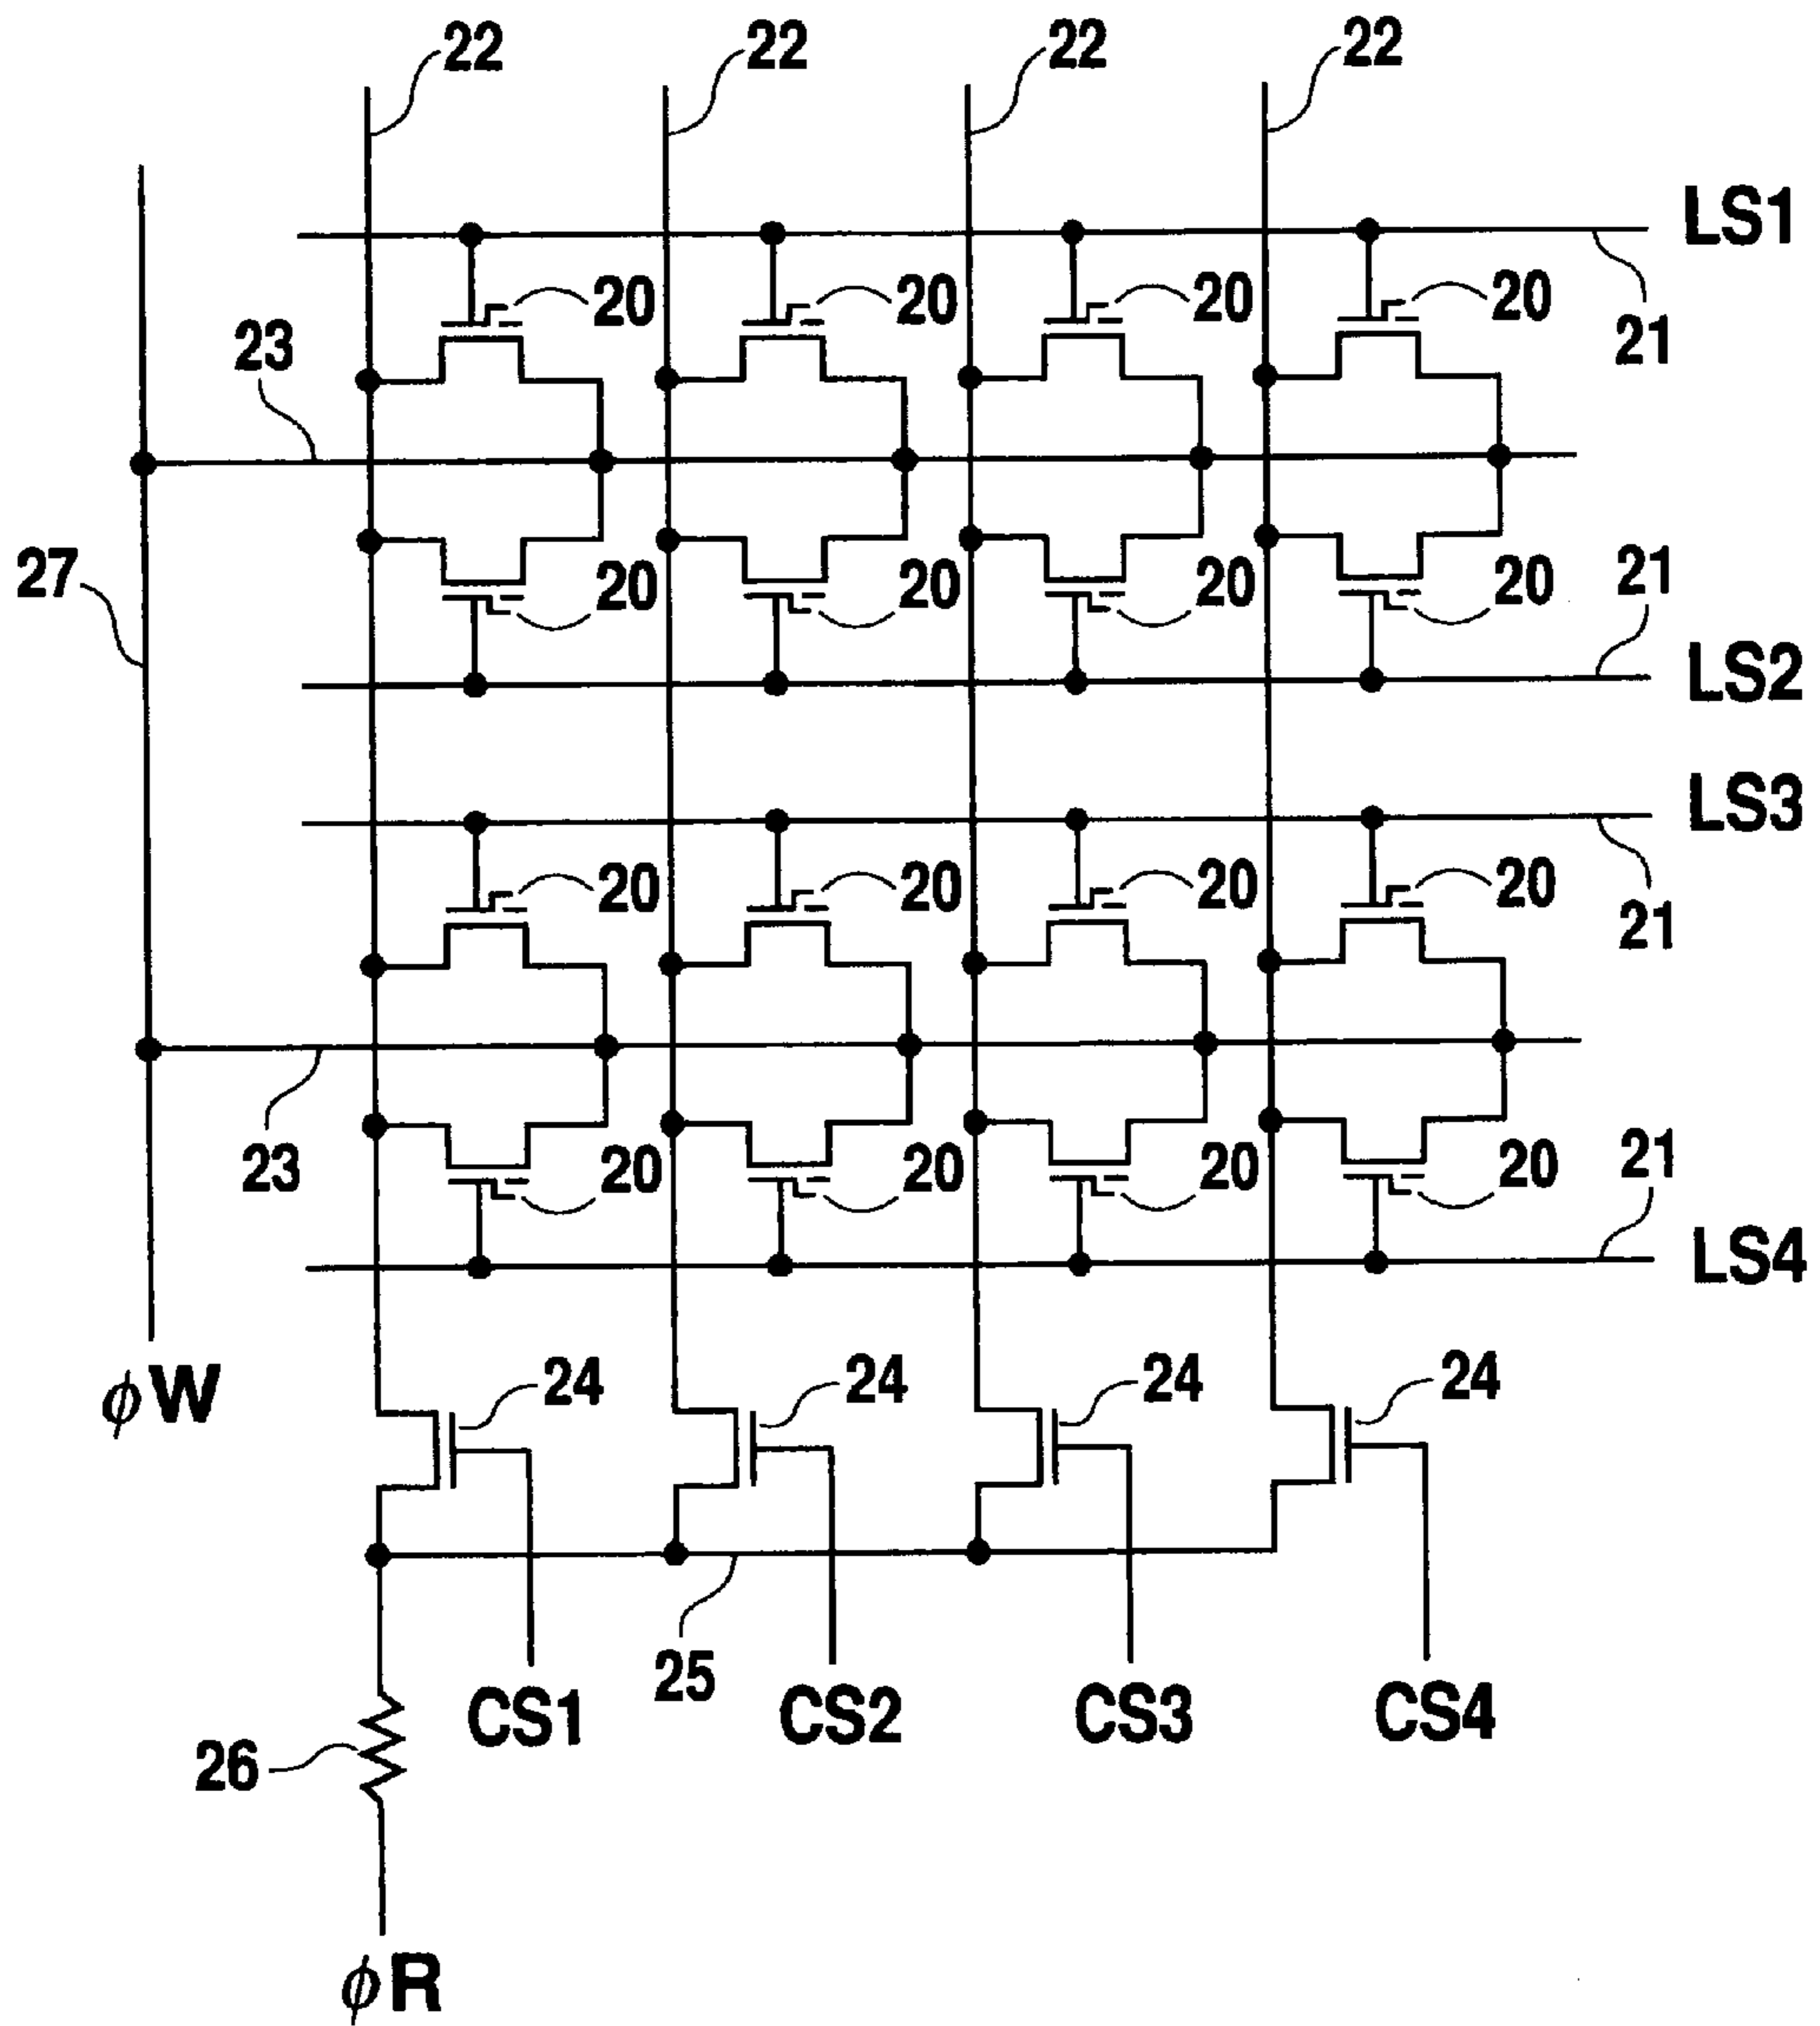 22 22 22 22
LS1
20 20 20 20
23 21
27 20 20 20 20 21
LS2
LS3
20 20 20 20
21
23 20 20 20 20 21
LS4
φW 24 24 24 24
25
CS1 CS2 CS3 CS4
26
φR